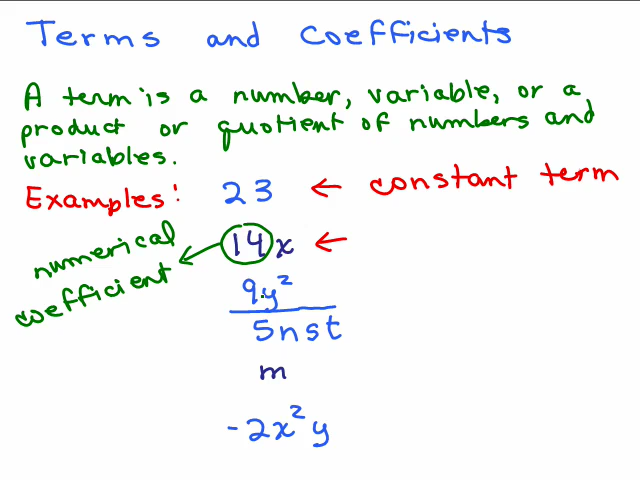 Terms and Coefficients
A term is a number, variable, or a
product or quotient of numbers and
variables.
Examples: 23 ← constant term
numerical
coefficient
14x ←
9y²
5nst
m
-2x²y